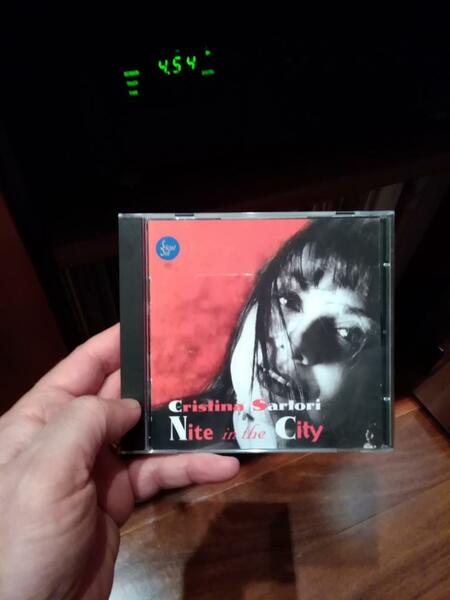 4.54
Cristina Sartori
Nite in the City